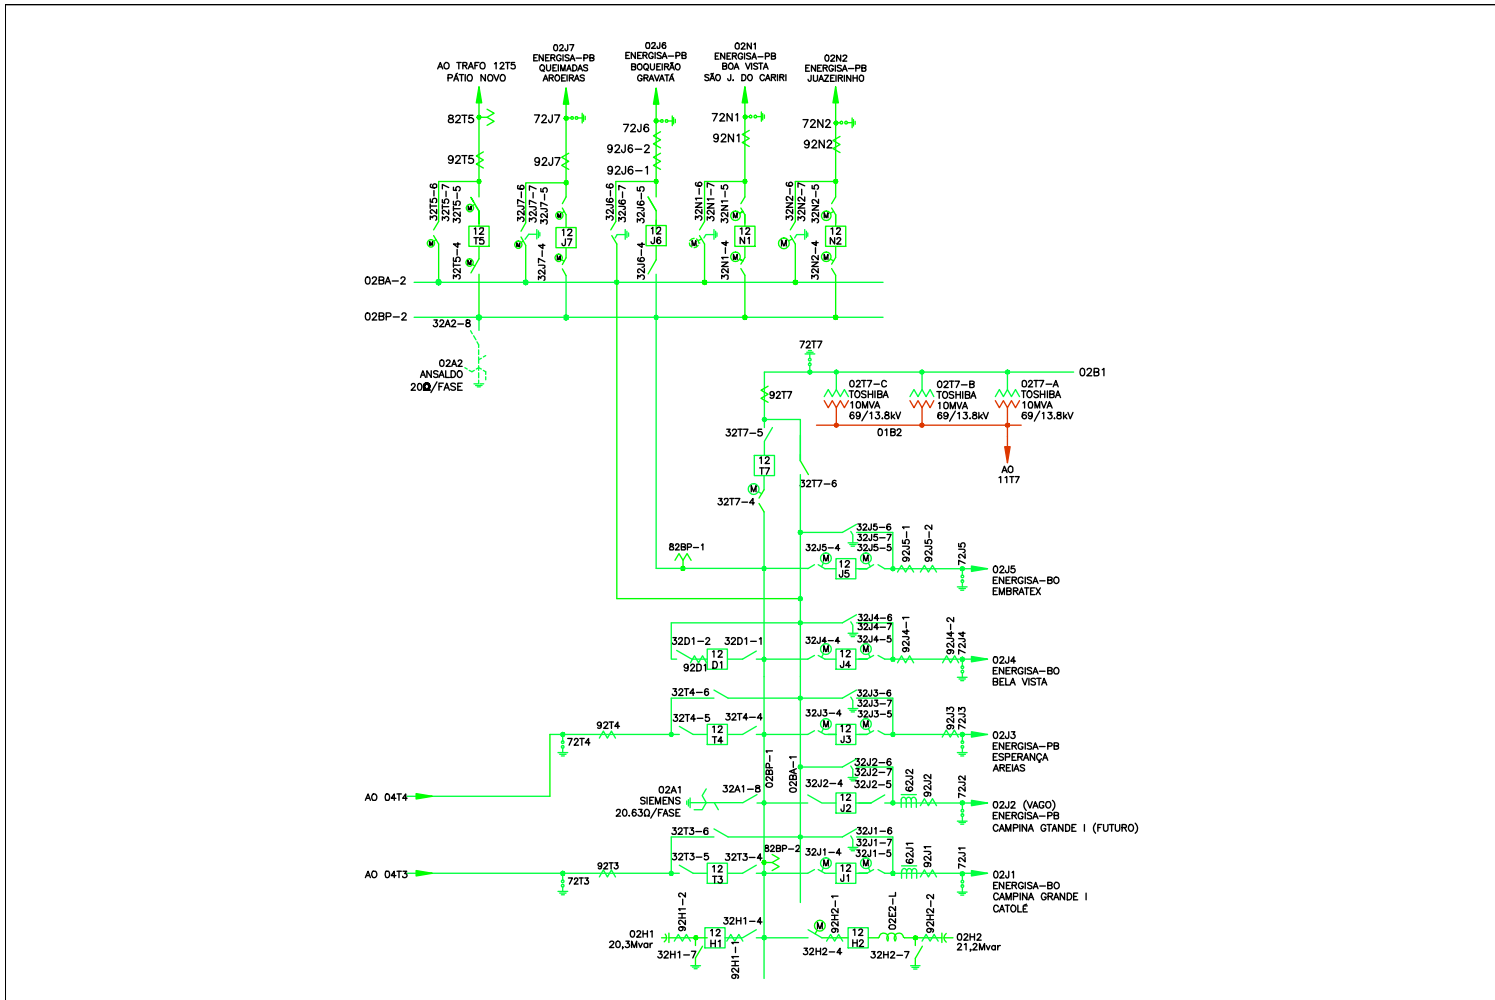 AO TRAFO 12T5
PÁTIO NOVO
02J7
ENERGISA-PB
QUEIMADAS
AROEIRAS
02J6
ENERGISA-PB
BOQUEIRÃO
GRAVATÁ
02N1
ENERGISA-PB
BOA VISTA
SÃO J. DO CARIRI
02N2
ENERGISA-PB
JUAZEIRINHO
82T5
72J7
72J6
72N1
72N2
92T5
92J7
92J6-2
92J6-1
92N1
92N2
32T5-6
32T5-7
32T5-5
32J7-6
32J7-7
32J7-5
32J6-6
32J6-7
32J6-5
32N1-6
32N1-7
32N1-5
32N2-6
32N2-7
32N2-5
M
M
M
M
12
T5
12
J7
12
J6
12
N1
12
N2
M
M
M
M
32T5-4
32J7-4
32J6-4
32N1-4
32N2-4
M
M
M
M
02BA-2
02BP-2
32A2-8
02A2
ANSALDO
20Ω/FASE
72T7
02B1
92T7
02T7-C
TOSHIBA
10MVA
69/13.8kV
02T7-B
TOSHIBA
10MVA
69/13.8kV
02T7-A
TOSHIBA
10MVA
69/13.8kV
01B2
AO
11T7
32T7-5
12
T7
M
32T7-4
32T7-6
82BP-1
32J5-6
32J5-7
32J5-4
32J5-5
M
M
12
J5
92J5-1
92J5-2
72J5
02J5
ENERGISA-BO
EMBRATEX
32D1-2
32D1-1
92D1
12
D1
32J4-6
32J4-7
32J4-4
32J4-5
M
M
12
J4
92J4-1
92J4-2
72J4
02J4
ENERGISA-BO
BELA VISTA
32T4-6
32T4-5
32T4-4
12
T4
92T4
72T4
AO 04T4
32J3-6
32J3-7
32J3-4
32J3-5
M
M
12
J3
92J3
72J3
02J3
ENERGISA-PB
ESPERANÇA
AREIAS
02BP-1
02BA-1
02A1
SIEMENS
20.63Ω/FASE
32A1-8
32J2-6
32J2-7
32J2-4
32J2-5
12
J2
62J2
92J2
72J2
02J2 (VAGO)
ENERGISA-PB
CAMPINA GTANDE I (FUTURO)
32T3-6
32T3-5
32T3-4
12
T3
92T3
72T3
AO 04T3
82BP-2
32J1-6
32J1-7
32J1-4
32J1-5
M
M
12
J1
62J1
92J1
72J1
02J1
ENERGISA-BO
CAMPINA GRANDE I
CATOLÉ
02H1
20,3Mvar
92H1-2
32H1-7
12
H1
92H1-1
32H1-4
M
32H2-4
92H2-1
12
H2
02E2-L
32H2-7
92H2-2
02H2
21,2Mvar